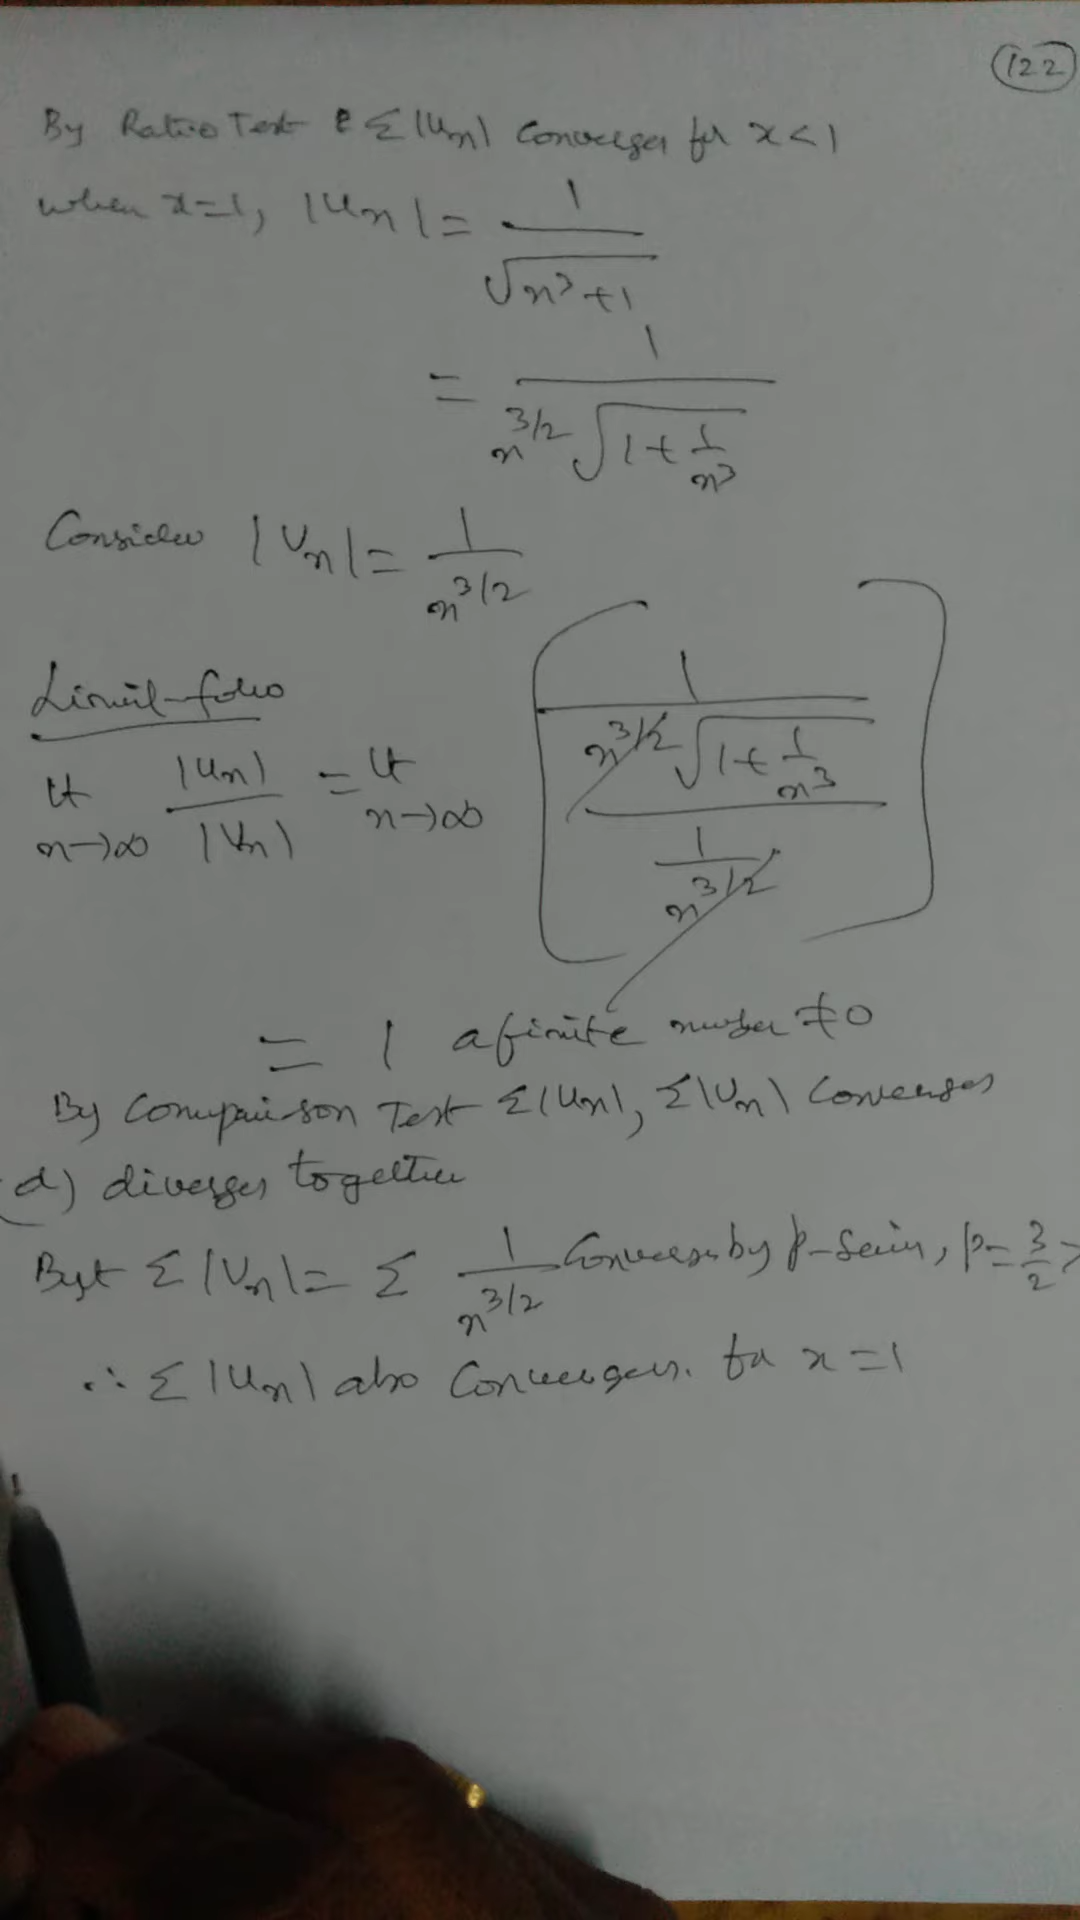 122
By Ratio Test Σ|un| Converges for x<1
when x=1, |un| = 1/√(n³+1)
= 1/(n^(3/2) √(1+1/n³))
Consider |vn| = 1/n^(3/2)
Limit form
Lt n→∞ |un|/|vn| = Lt n→∞ [ (1/(n^(3/2) √(1+1/n³))) / (1/n^(3/2)) ]
= 1 a finite number ≠0
By Comparison Test Σ|un|, Σ|vn| Converges
diverges together
But Σ|vn| = Σ 1/n^(3/2) Converges by p-series, p=3/2>
∴ Σ|un| also Converges. for x=1